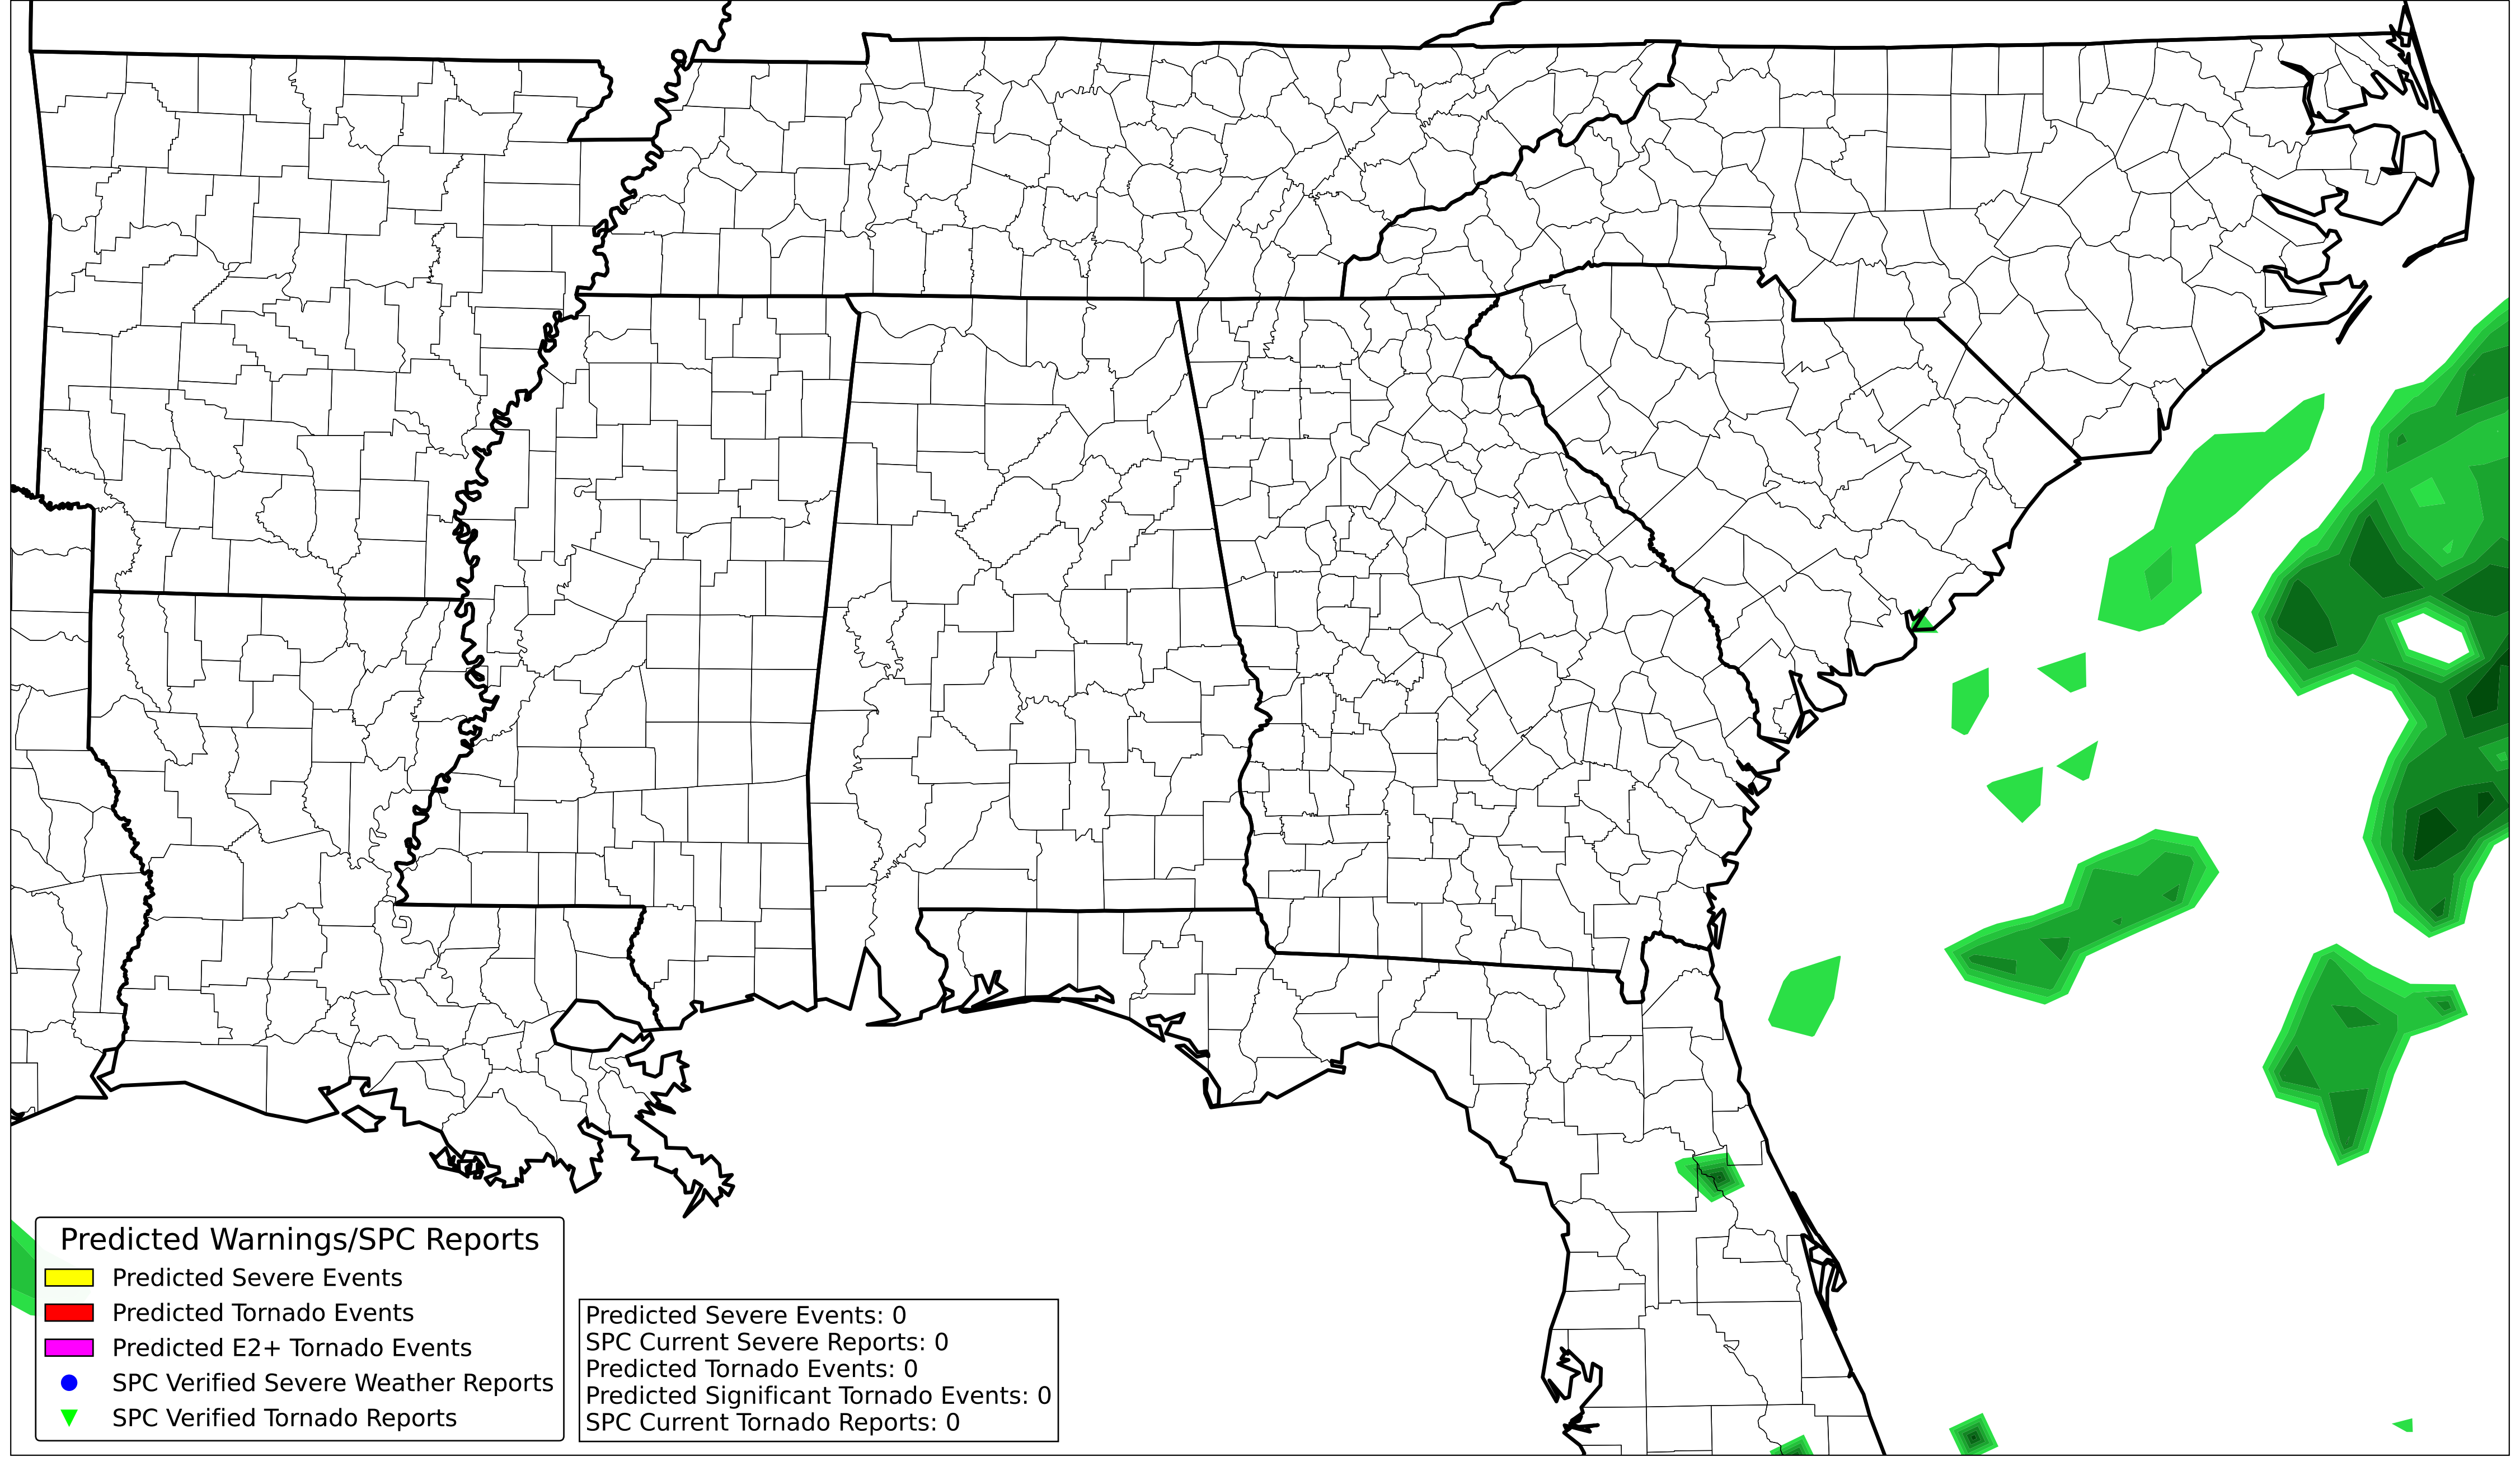 Predicted Warnings/SPC Reports
Predicted Severe Events
Predicted Tornado Events
Predicted E2+ Tornado Events
SPC Verified Severe Weather Reports
SPC Verified Tornado Reports
Predicted Severe Events: 0
SPC Current Severe Reports: 0
Predicted Tornado Events: 0
Predicted Significant Tornado Events: 0
SPC Current Tornado Reports: 0